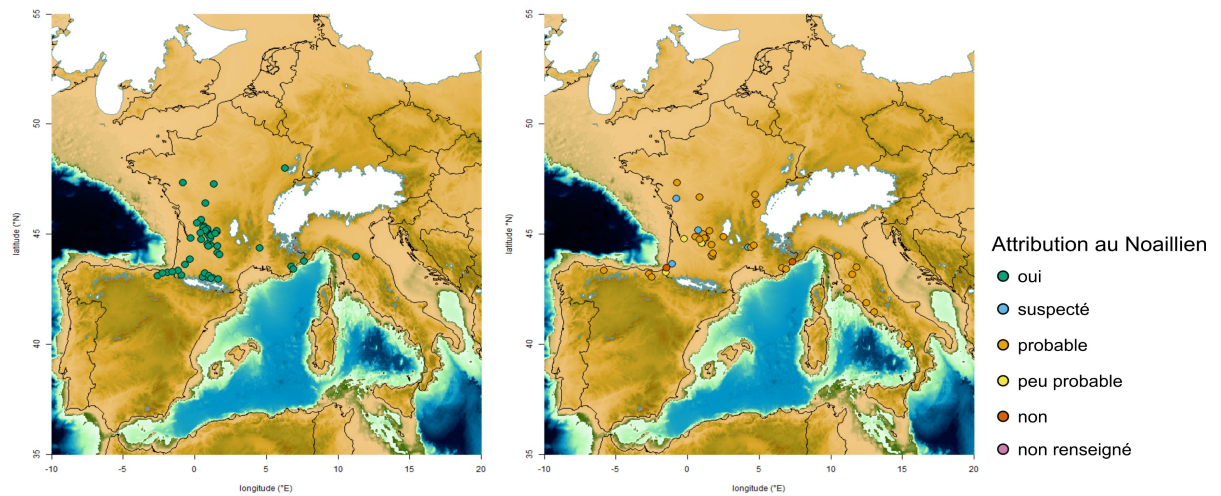 55
50
45
40
35
latitude (°N)
-10
-5
0
5
10
15
20
longitude (°E)
55
50
45
40
35
latitude (°N)
-10
-5
0
5
10
15
20
longitude (°E)
Attribution au Noaillien
oui
suspecté
probable
peu probable
non
non renseigné